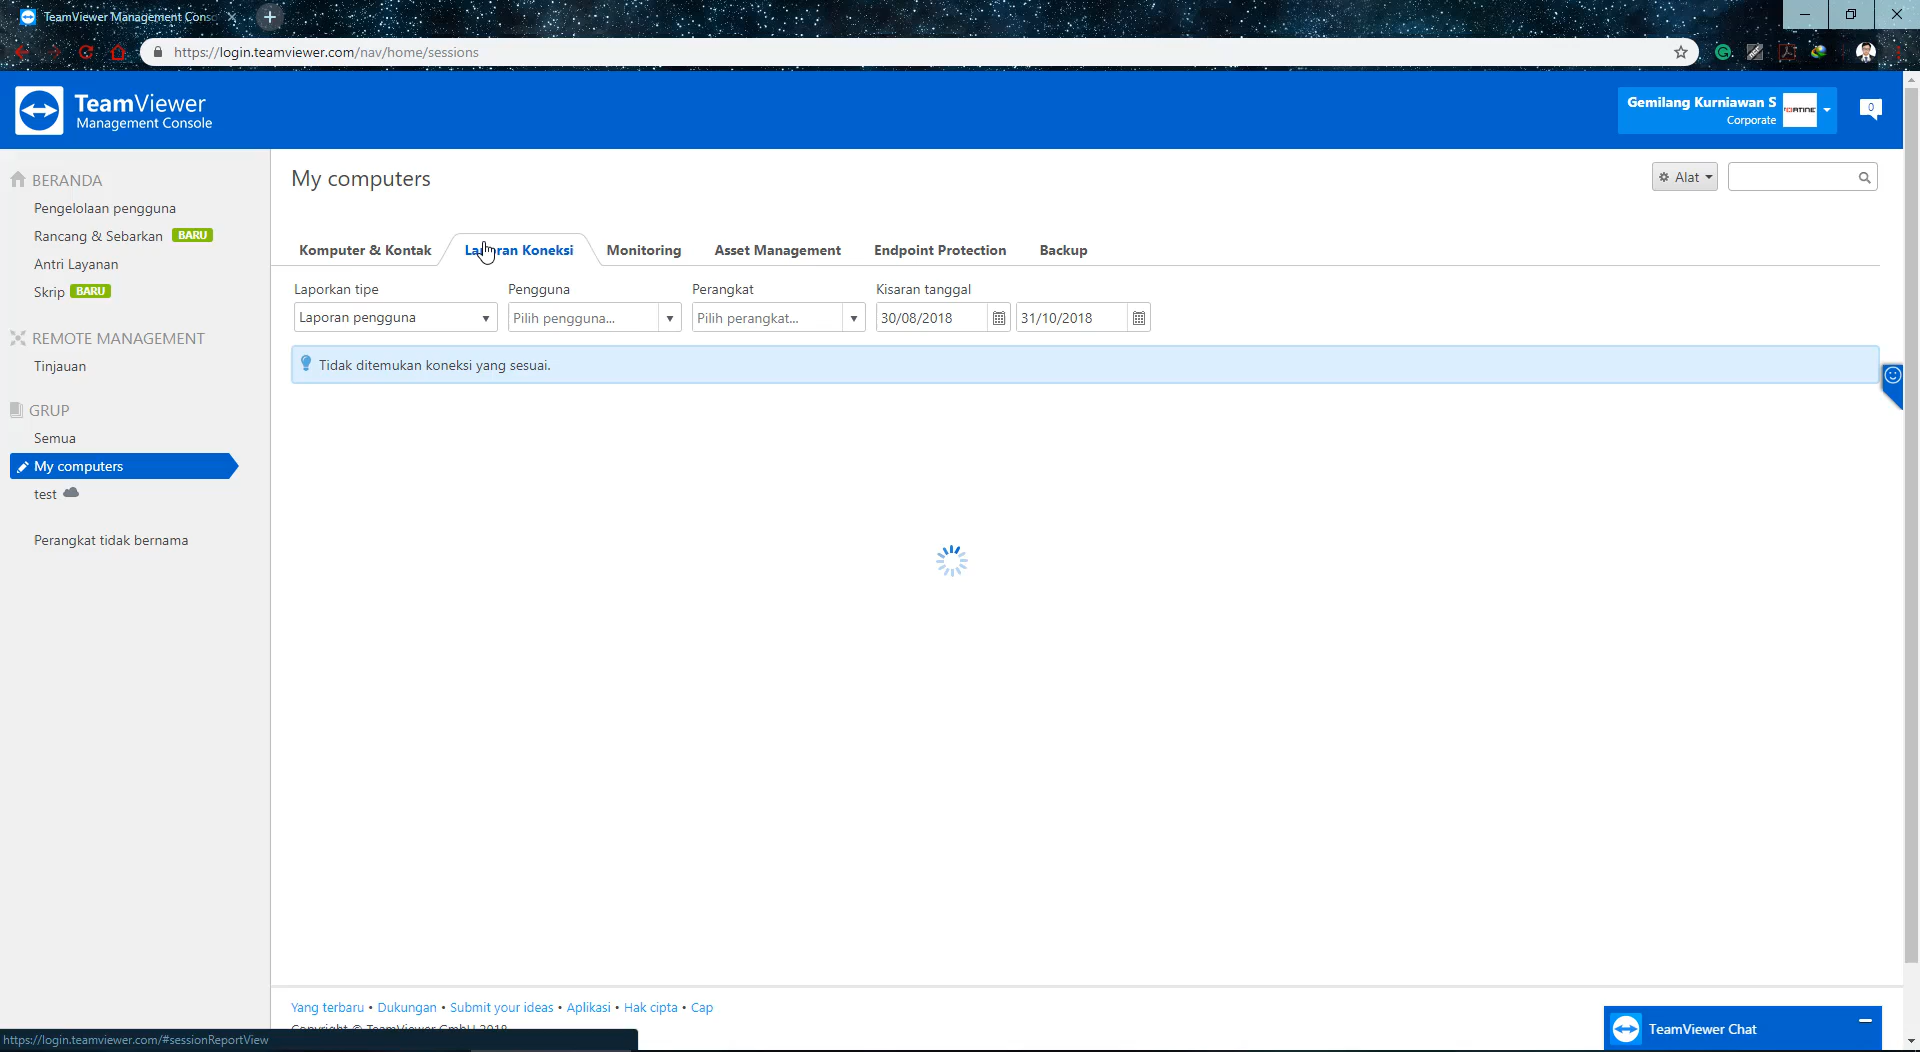 TeamViewer Management Cons
https://login.teamviewer.com/nav/home/sessions
TeamViewer
Management Console
Gemilang Kurniawan S
Corporate
0
BERANDA
Pengelolaan pengguna
Rancang & Sebarkan BARU
Antri Layanan
Skrip BARU
REMOTE MANAGEMENT
Tinjauan
GRUP
Semua
My computers
test
Perangkat tidak bernama
My computers
Alat
Komputer & Kontak Laporan Koneksi Monitoring Asset Management Endpoint Protection Backup
Laporkan tipe Pengguna Perangkat Kisaran tanggal
Laporan pengguna Pilih pengguna... Pilih perangkat... 30/08/2018 31/10/2018
Tidak ditemukan koneksi yang sesuai.
Yang terbaru • Dukungan • Submit your ideas • Aplikasi • Hak cipta • Cap
Copyright © TeamViewer GmbH 2018
https://login.teamviewer.com/#sessionReportView
TeamViewer Chat